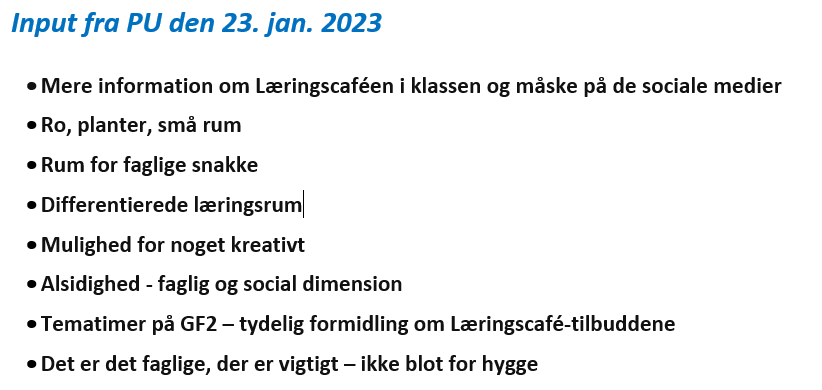 Input fra PU den 23. jan. 2023
• Mere information om Læringscaféen i klassen og måske på de sociale medier
• Ro, planter, små rum
• Rum for faglige snakke
• Differentierede læringsrum
• Mulighed for noget kreativt
• Alsidighed - faglig og social dimension
• Tematimer på GF2 – tydelig formidling om Læringscafé-tilbuddene
• Det er det faglige, der er vigtigt – ikke blot for hygge